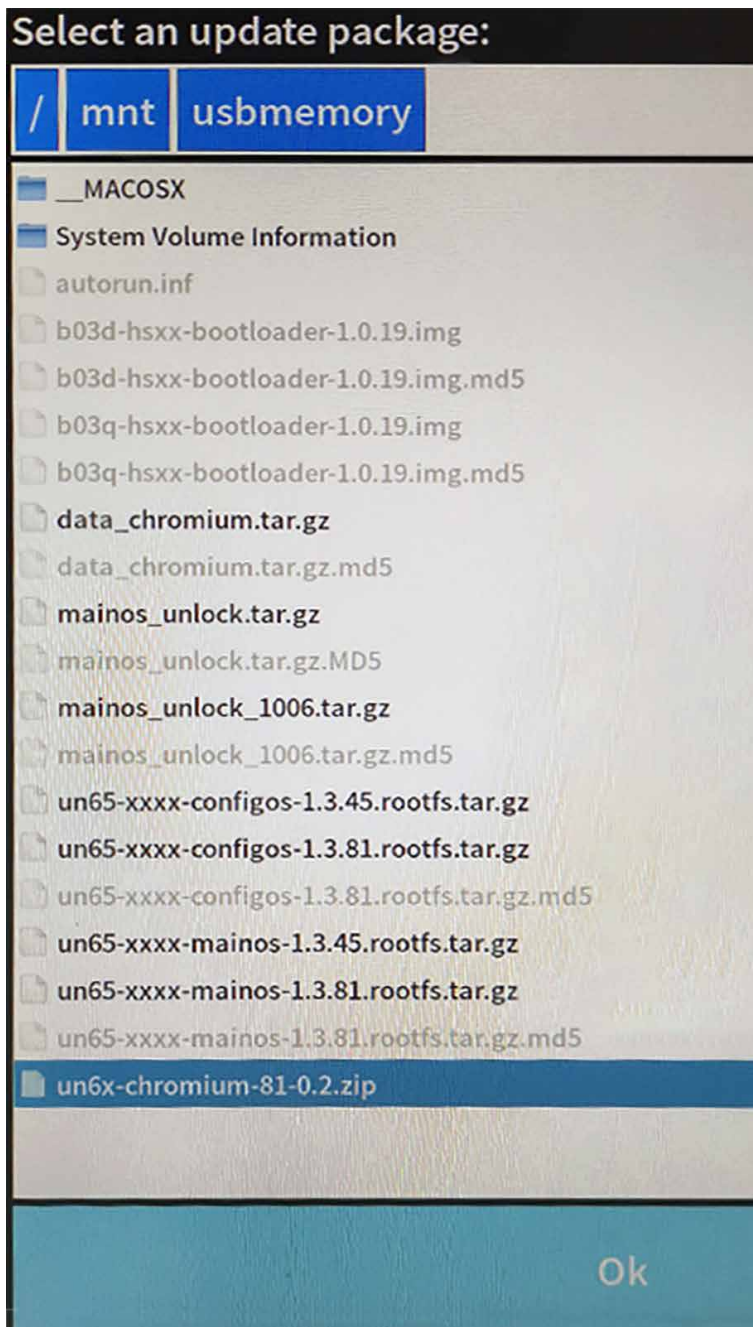 Select an update package:
/ mnt usbmemory
__MACOSX
System Volume Information
autorun.inf
b03d-hsxx-bootloader-1.0.19.img
b03d-hsxx-bootloader-1.0.19.img.md5
b03q-hsxx-bootloader-1.0.19.img
b03q-hsxx-bootloader-1.0.19.img.md5
data_chromium.tar.gz
data_chromium.tar.gz.md5
mainos_unlock.tar.gz
mainos_unlock.tar.gz.MD5
mainos_unlock_1006.tar.gz
mainos_unlock_1006.tar.gz.md5
un65-xxxx-configos-1.3.45.rootfs.tar.gz
un65-xxxx-configos-1.3.81.rootfs.tar.gz
un65-xxxx-configos-1.3.81.rootfs.tar.gz.md5
un65-xxxx-mainos-1.3.45.rootfs.tar.gz
un65-xxxx-mainos-1.3.81.rootfs.tar.gz
un65-xxxx-mainos-1.3.81.rootfs.tar.gz.md5
un6x-chromium-81-0.2.zip
Ok